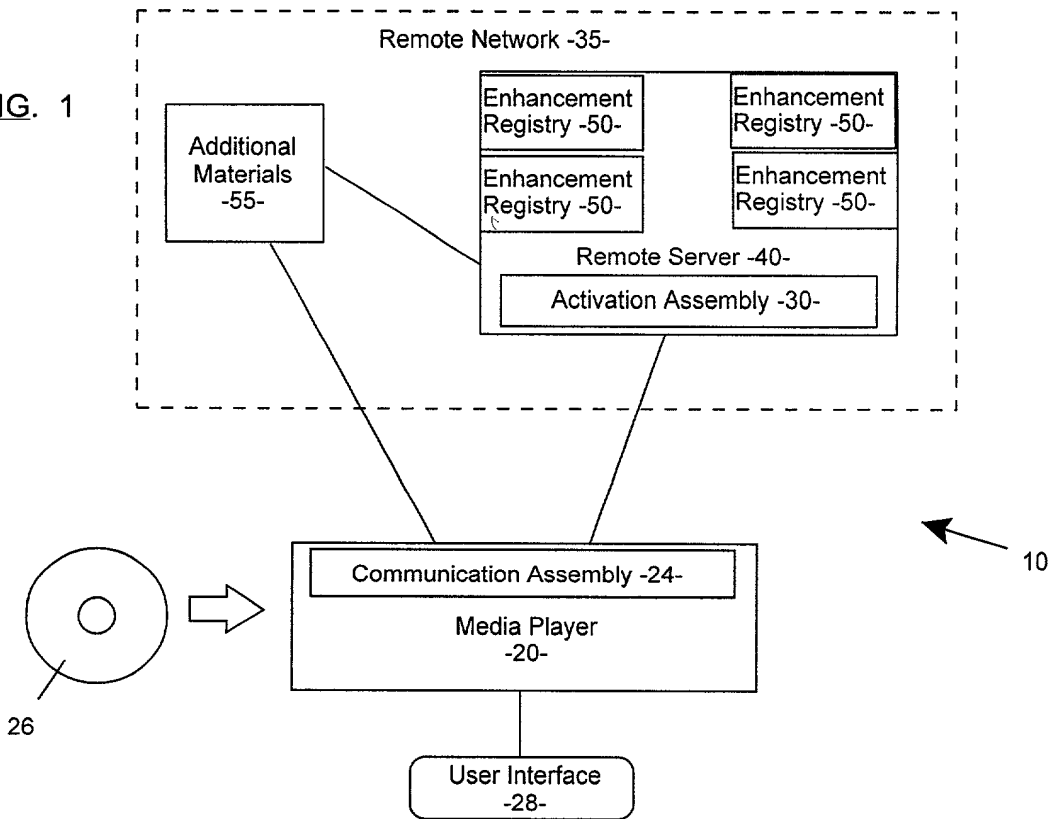 Remote Network -35-
IG. 1
Additional
Materials
-55-
Enhancement
Registry -50-
Enhancement
Registry -50-
Enhancement
Registry -50-
Enhancement
Registry -50-
Remote Server -40-
Activation Assembly -30-
10
Communication Assembly -24-
Media Player
-20-
26
User Interface
-28-